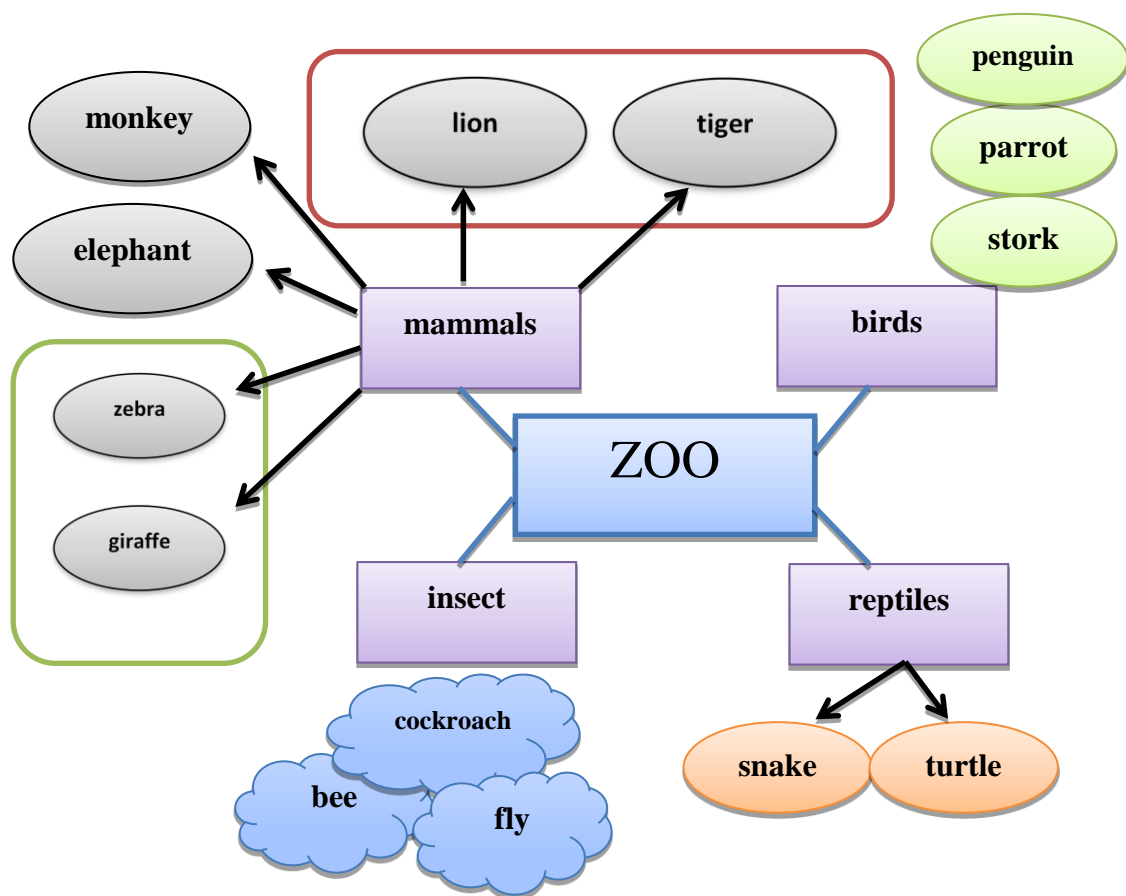 penguin
monkey
lion
tiger
parrot
elephant
stork
mammals
birds
zebra
ZOO
giraffe
insect
reptiles
cockroach
snake
turtle
bee
fly